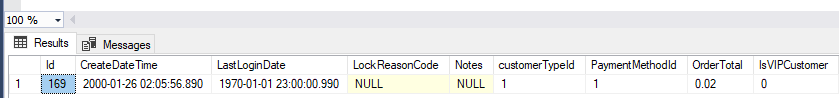 100 %
Results Messages
Id CreateDateTime LastLoginDate LockReasonCode Notes customerTypeId PaymentMethodId OrderTotal IsVIPCustomer
1 169 2000-01-26 02:05:56.890 1970-01-01 23:00:00.990 NULL NULL 1 1 0.02 0